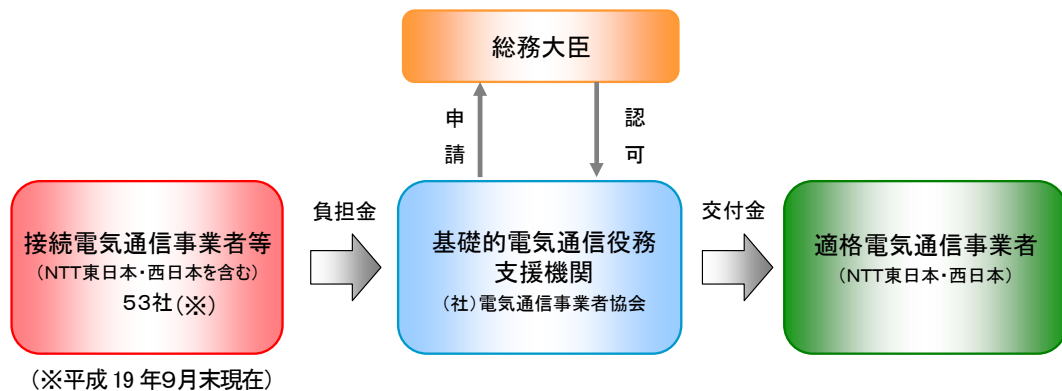 総務大臣
申請
認可
接続電気通信事業者等
(NTT東日本・西日本を含む)
53社(※)
負担金
基礎的電気通信役務
支援機関
(社)電気通信事業者協会
交付金
適格電気通信事業者
(NTT東日本・西日本)
(※平成19年9月末現在)